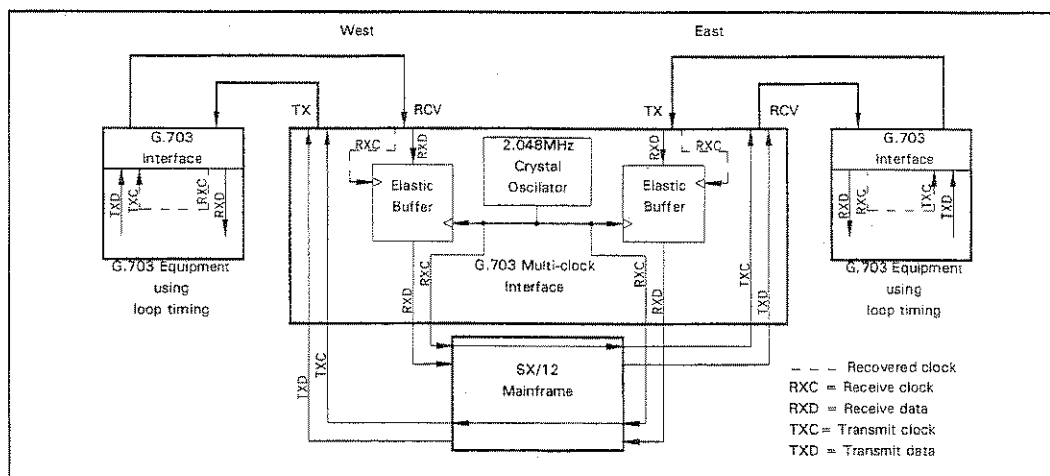 West
East
TX
RCV
TX
RCV
G.703
Interface
RXC
RXD
2.048MHz
Crystal
Oscilator
RXD
RXC
G.703
Interface
TXD
TXC
RXC
RXD
Elastic
Buffer
Elastic
Buffer
RXD
RXC
TXC
TXD
G.703 Equipment
using
loop timing
RXD
RXC
G.703 Multi-clock
Interface
RXC
RXD
TXC
TXD
G.703 Equipment
using
loop timing
TXD
TXC
SX/12
Mainframe
Recovered clock
RXC = Receive clock
RXD = Receive data
TXC = Transmit clock
TXD = Transmit data